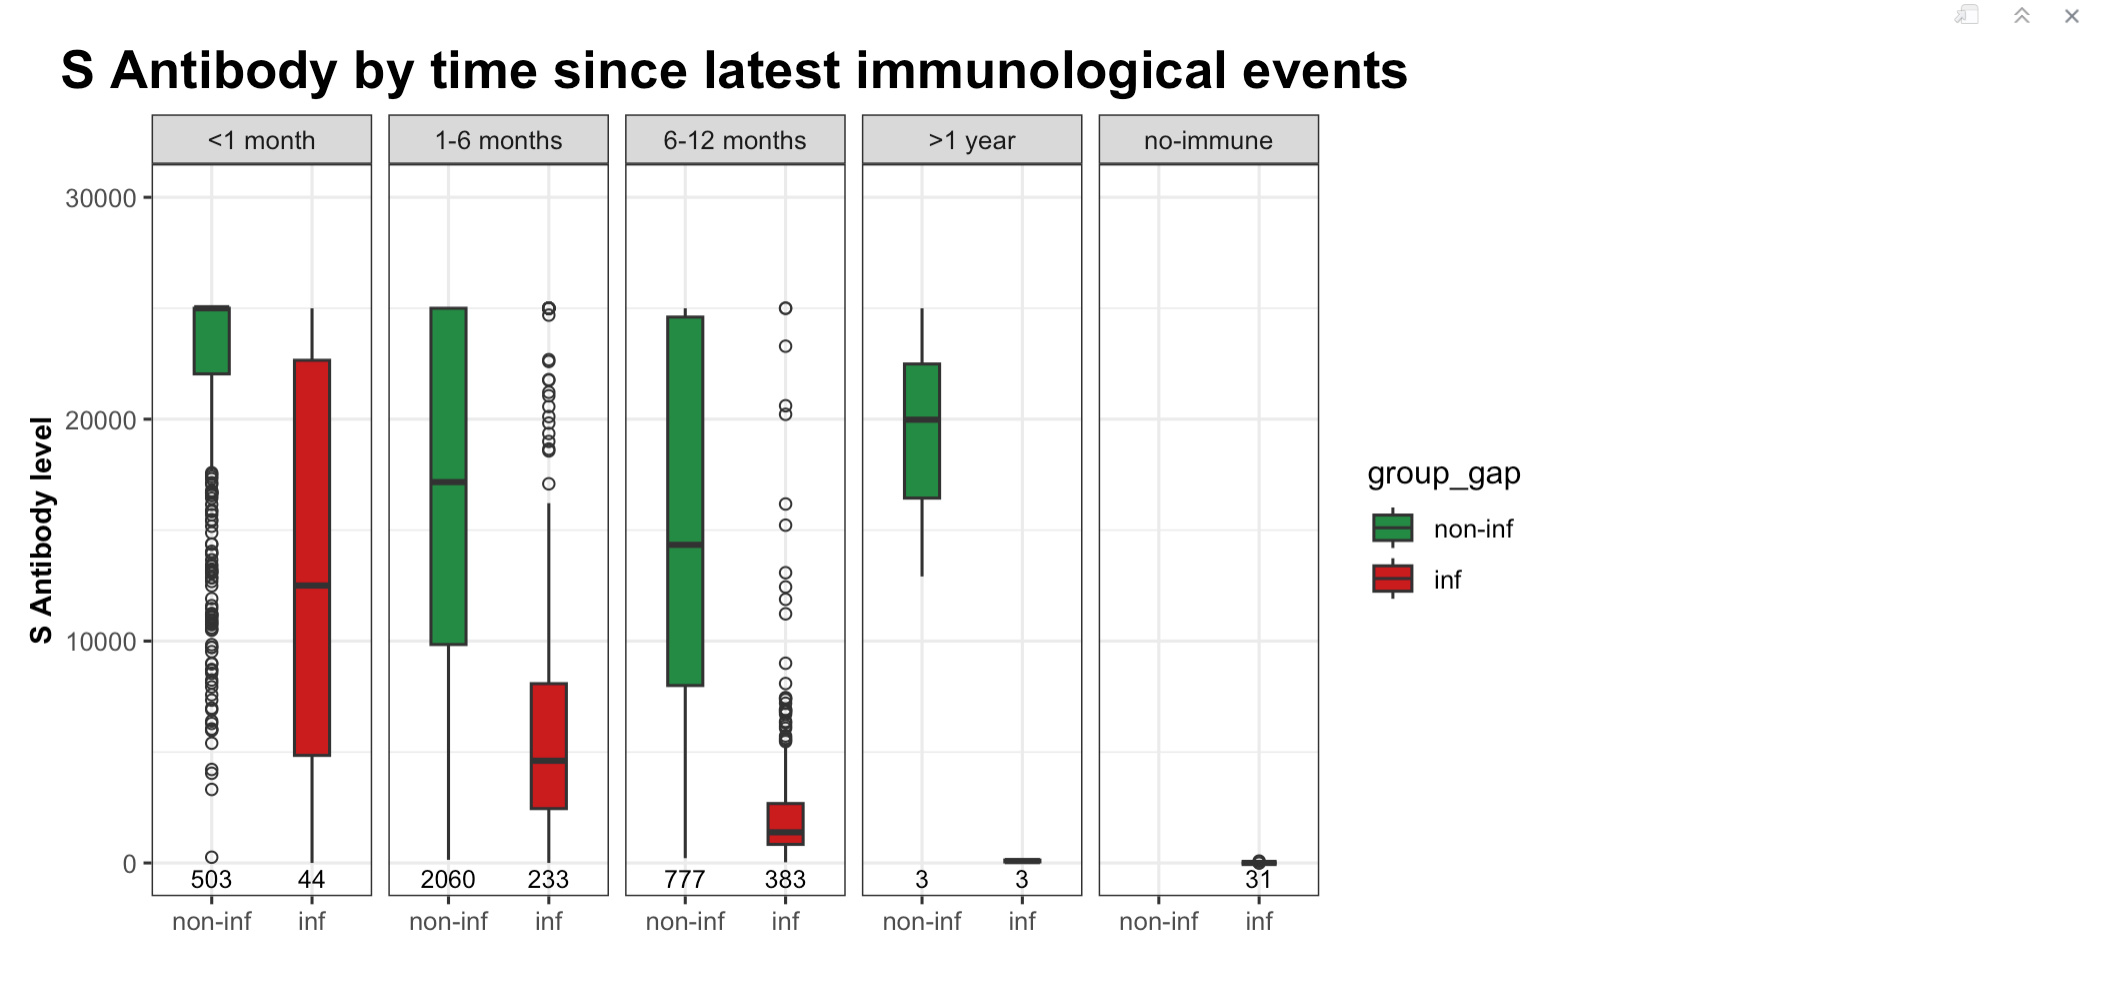 S Antibody by time since latest immunological events
<1 month 1-6 months 6-12 months >1 year no-immune
S Antibody level
30000
20000
10000
0
503 44 2060 233 777 383 3 3 31
non-inf inf non-inf inf non-inf inf non-inf inf non-inf inf
group_gap
non-inf
inf